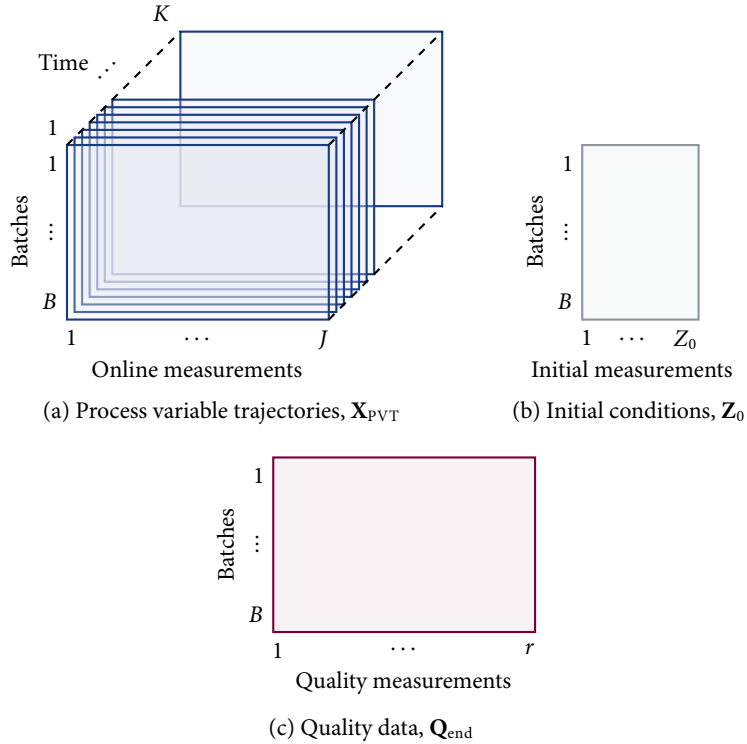 K
Time ...
1
1
Batches
...
B
1 ... J
Online measurements
(a) Process variable trajectories, X_PVT
1
Batches
...
B
1 ... Z_0
Initial measurements
(b) Initial conditions, Z_0
1
Batches
...
B
1 ... r
Quality measurements
(c) Quality data, Q_end